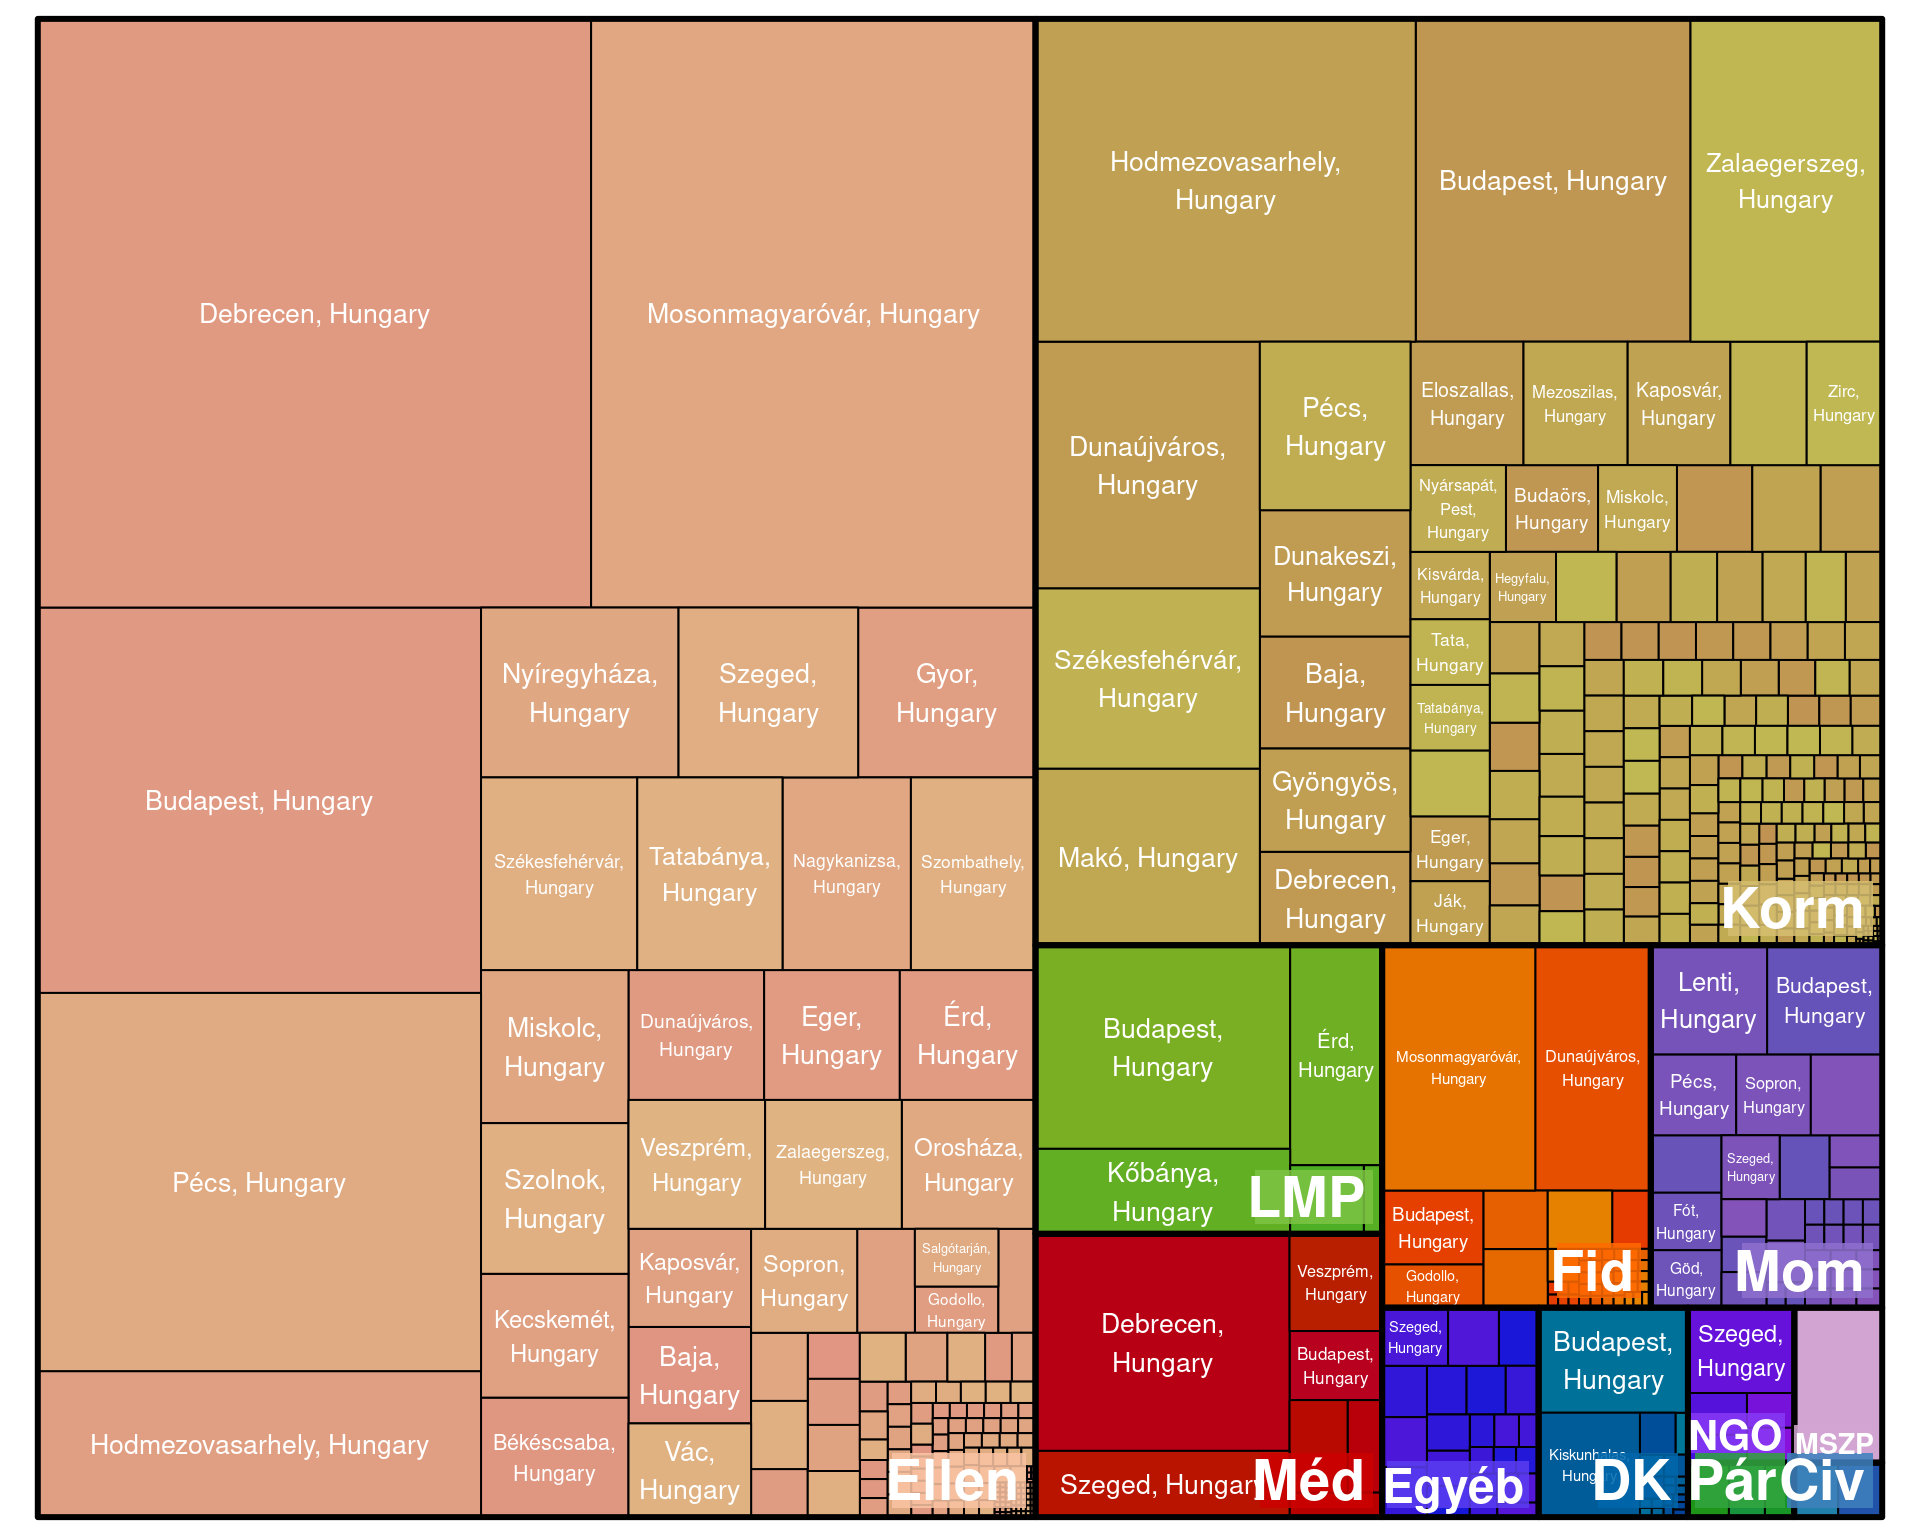 Debrecen, Hungary
Mosonmagyaróvár, Hungary
Budapest, Hungary
Pécs, Hungary
Hodmezovasarhely, Hungary
Nyíregyháza,
Hungary
Szeged,
Hungary
Gyor,
Hungary
Székesfehérvár,
Hungary
Tatabánya,
Hungary
Nagykanizsa,
Hungary
Szombathely,
Hungary
Miskolc,
Hungary
Dunaújváros,
Hungary
Eger,
Hungary
Érd,
Hungary
Szolnok,
Hungary
Veszprém,
Hungary
Zalaegerszeg,
Hungary
Orosháza,
Hungary
Kecskemét,
Hungary
Békéscsaba,
Hungary
Kaposvár,
Hungary
Baja,
Hungary
Vác,
Hungary
Sopron,
Hungary
Salgótarján,
Hungary
Godollo,
Hungary
Ellen
Hodmezovasarhely,
Hungary
Budapest, Hungary
Zalaegerszeg,
Hungary
Dunaújváros,
Hungary
Székesfehérvár,
Hungary
Makó, Hungary
Pécs,
Hungary
Dunakeszi,
Hungary
Baja,
Hungary
Gyöngyös,
Hungary
Debrecen,
Hungary
Eloszallas,
Hungary
Mezoszilas,
Hungary
Kaposvár,
Hungary
Zirc,
Hungary
Nyársapát,
Pest,
Hungary
Budaörs,
Hungary
Miskolc,
Hungary
Kisvárda,
Hungary
Hegyfalu,
Hungary
Tata,
Hungary
Tatabánya,
Hungary
Eger,
Hungary
Ják,
Hungary
Korm
Budapest,
Hungary
Érd,
Hungary
Kőbánya,
Hungary
LMP
Debrecen,
Hungary
Veszprém,
Hungary
Budapest,
Hungary
Szeged, Hungary
Méd
Mosonmagyaróvár,
Hungary
Dunaújváros,
Hungary
Budapest,
Hungary
Godollo,
Hungary
Fid
Lenti,
Hungary
Budapest,
Hungary
Pécs,
Hungary
Sopron,
Hungary
Szeged,
Hungary
Fót,
Hungary
Göd,
Hungary
Mom
Szeged,
Hungary
Egyéb
Budapest,
Hungary
Kiskunhalas,
Hungary
DK
Szeged,
Hungary
NGO
MSZP
Pár
Civ